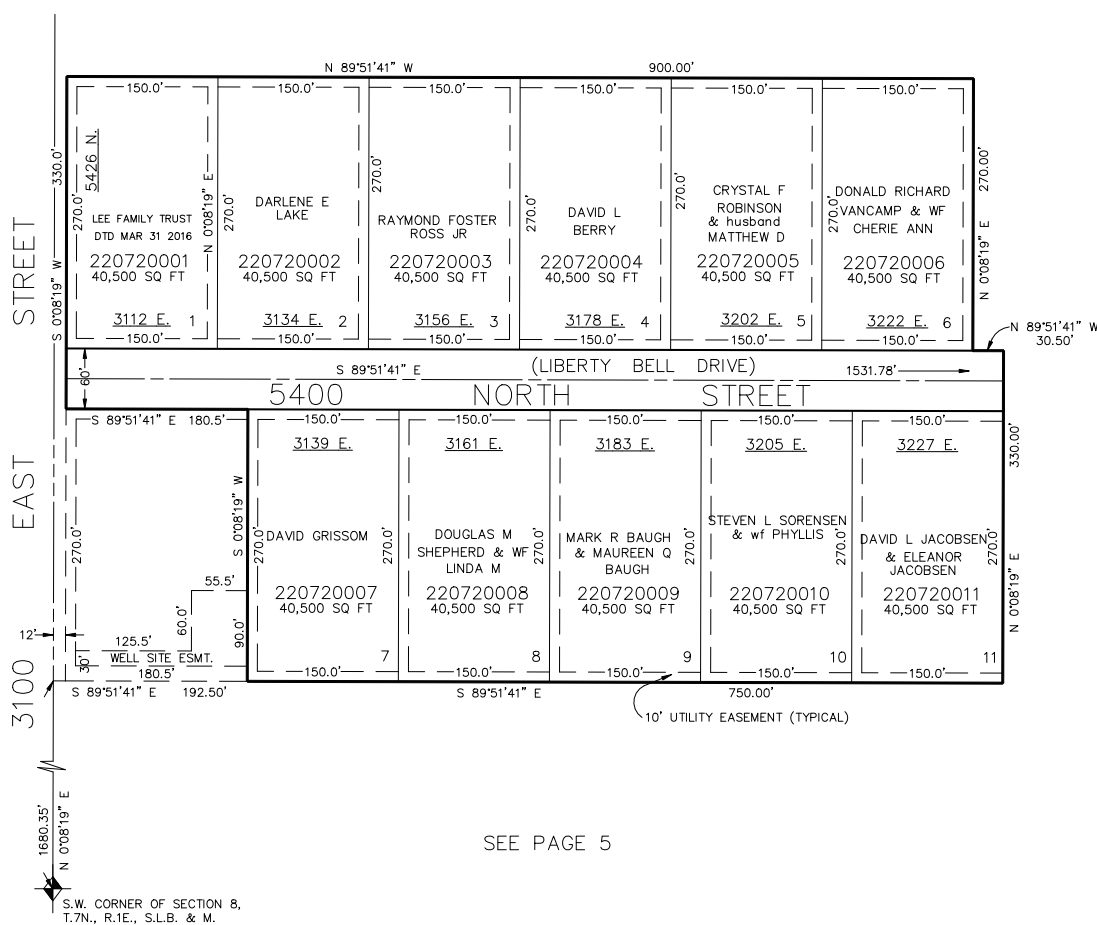 N 89°51'41" W 900.00'
150.0' 150.0' 150.0' 150.0' 150.0' 150.0'
330.0'
S 0°08'19" W
5426 N.
270.0'
LEE FAMILY TRUST
DTD MAR 31 2016
220720001
40,500 SQ FT
3112 E. 1
150.0'
N 0°08'19" E
270.0'
DARLENE E
LAKE
220720002
40,500 SQ FT
3134 E. 2
150.0'
270.0'
RAYMOND FOSTER
ROSS JR
220720003
40,500 SQ FT
3156 E. 3
150.0'
270.0'
DAVID L
BERRY
220720004
40,500 SQ FT
3178 E. 4
150.0'
270.0'
CRYSTAL F
ROBINSON
& husband
MATTHEW D
220720005
40,500 SQ FT
3202 E. 5
150.0'
270.0'
DONALD RICHARD
VANCAMP & WF
CHERIE ANN
220720006
40,500 SQ FT
3222 E. 6
150.0'
270.00'
N 0°08'19" E
N 89°51'41" W
30.50'
60'
S 89°51'41" E
(LIBERTY BELL DRIVE)
1531.78'
5400 NORTH STREET
3100 EAST STREET
S 89°51'41" E 180.5'
270.0'
S 0°08'19" W
55.5'
60.0'
90.0'
12'
125.5'
30'
WELL SITE ESMT.
180.5'
S 89°51'41" E 192.50'
150.0' 150.0' 150.0' 150.0' 150.0'
3139 E.
270.0'
DAVID GRISSOM
220720007
40,500 SQ FT
7
150.0'
3161 E.
270.0'
DOUGLAS M
SHEPHERD & WF
LINDA M
220720008
40,500 SQ FT
8
150.0'
270.0'
3183 E.
MARK R BAUGH
& MAUREEN Q
BAUGH
220720009
40,500 SQ FT
9
150.0'
270.0'
3205 E.
STEVEN L SORENSEN
& wf PHYLLIS
220720010
40,500 SQ FT
10
150.0'
270.0'
3227 E.
DAVID L JACOBSEN
& ELEANOR
JACOBSEN
220720011
40,500 SQ FT
11
150.0'
270.0'
330.00'
N 0°08'19" E
S 89°51'41" E 750.00'
10' UTILITY EASEMENT (TYPICAL)
1680.35'
N 0°08'19" E
SEE PAGE 5
S.W. CORNER OF SECTION 8,
T.7N., R.1E., S.L.B. & M.